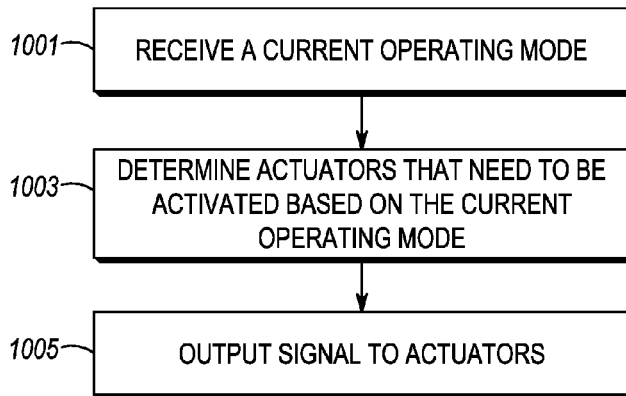 1001
RECEIVE A CURRENT OPERATING MODE
1003
DETERMINE ACTUATORS THAT NEED TO BE
ACTIVATED BASED ON THE CURRENT
OPERATING MODE
1005
OUTPUT SIGNAL TO ACTUATORS